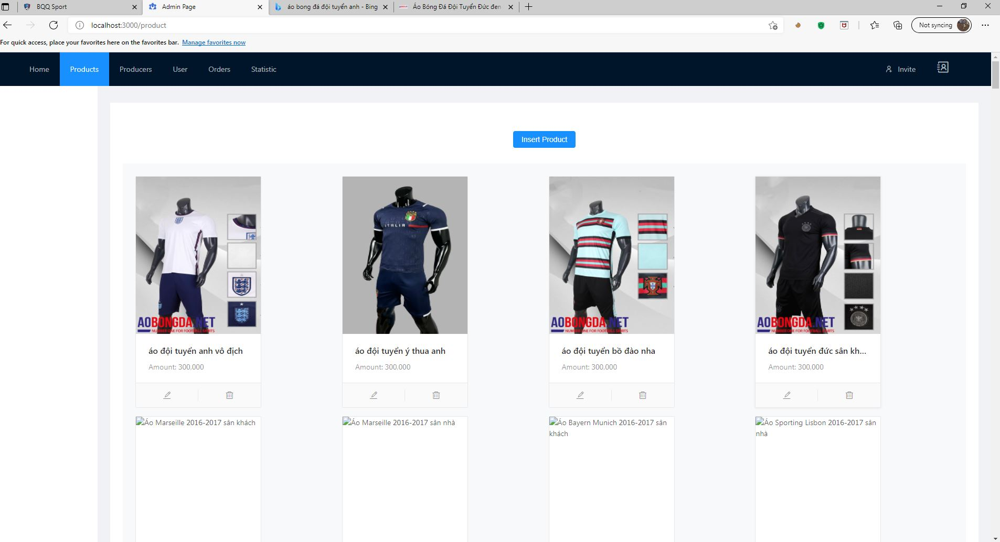 BQQ Sport
Admin Page
áo bong đá đội tuyển anh - Bing
Áo Bóng Đá Đội Tuyển Đức đen
localhost:3000/product
Not syncing
For quick access, place your favorites here on the favorites bar. Manage favorites now
Home Products Producers User Orders Statistic Invite
Insert Product
ITALIA
AOBONGDA.NET
NUMBER ONE FOR FOOTBALL SHIRTS
AOBONGDA.NET
NUMBER ONE FOR FOOTBALL SHIRTS
AOBONGDA.NET
NUMBER ONE FOR FOOTBALL SHIRTS
áo đội tuyển anh vô địch
Amount: 300,000
áo đội tuyển ý thua anh
Amount: 300,000
áo đội tuyển bồ đào nha
Amount: 300,000
áo đội tuyển đức sân kh...
Amount: 300,000
Áo Marseille 2016-2017 sân khách
Áo Marseille 2016-2017 sân nhà
Áo Bayern Munich 2016-2017 sân
khách
Áo Sporting Lisbon 2016-2017 sân
nhà